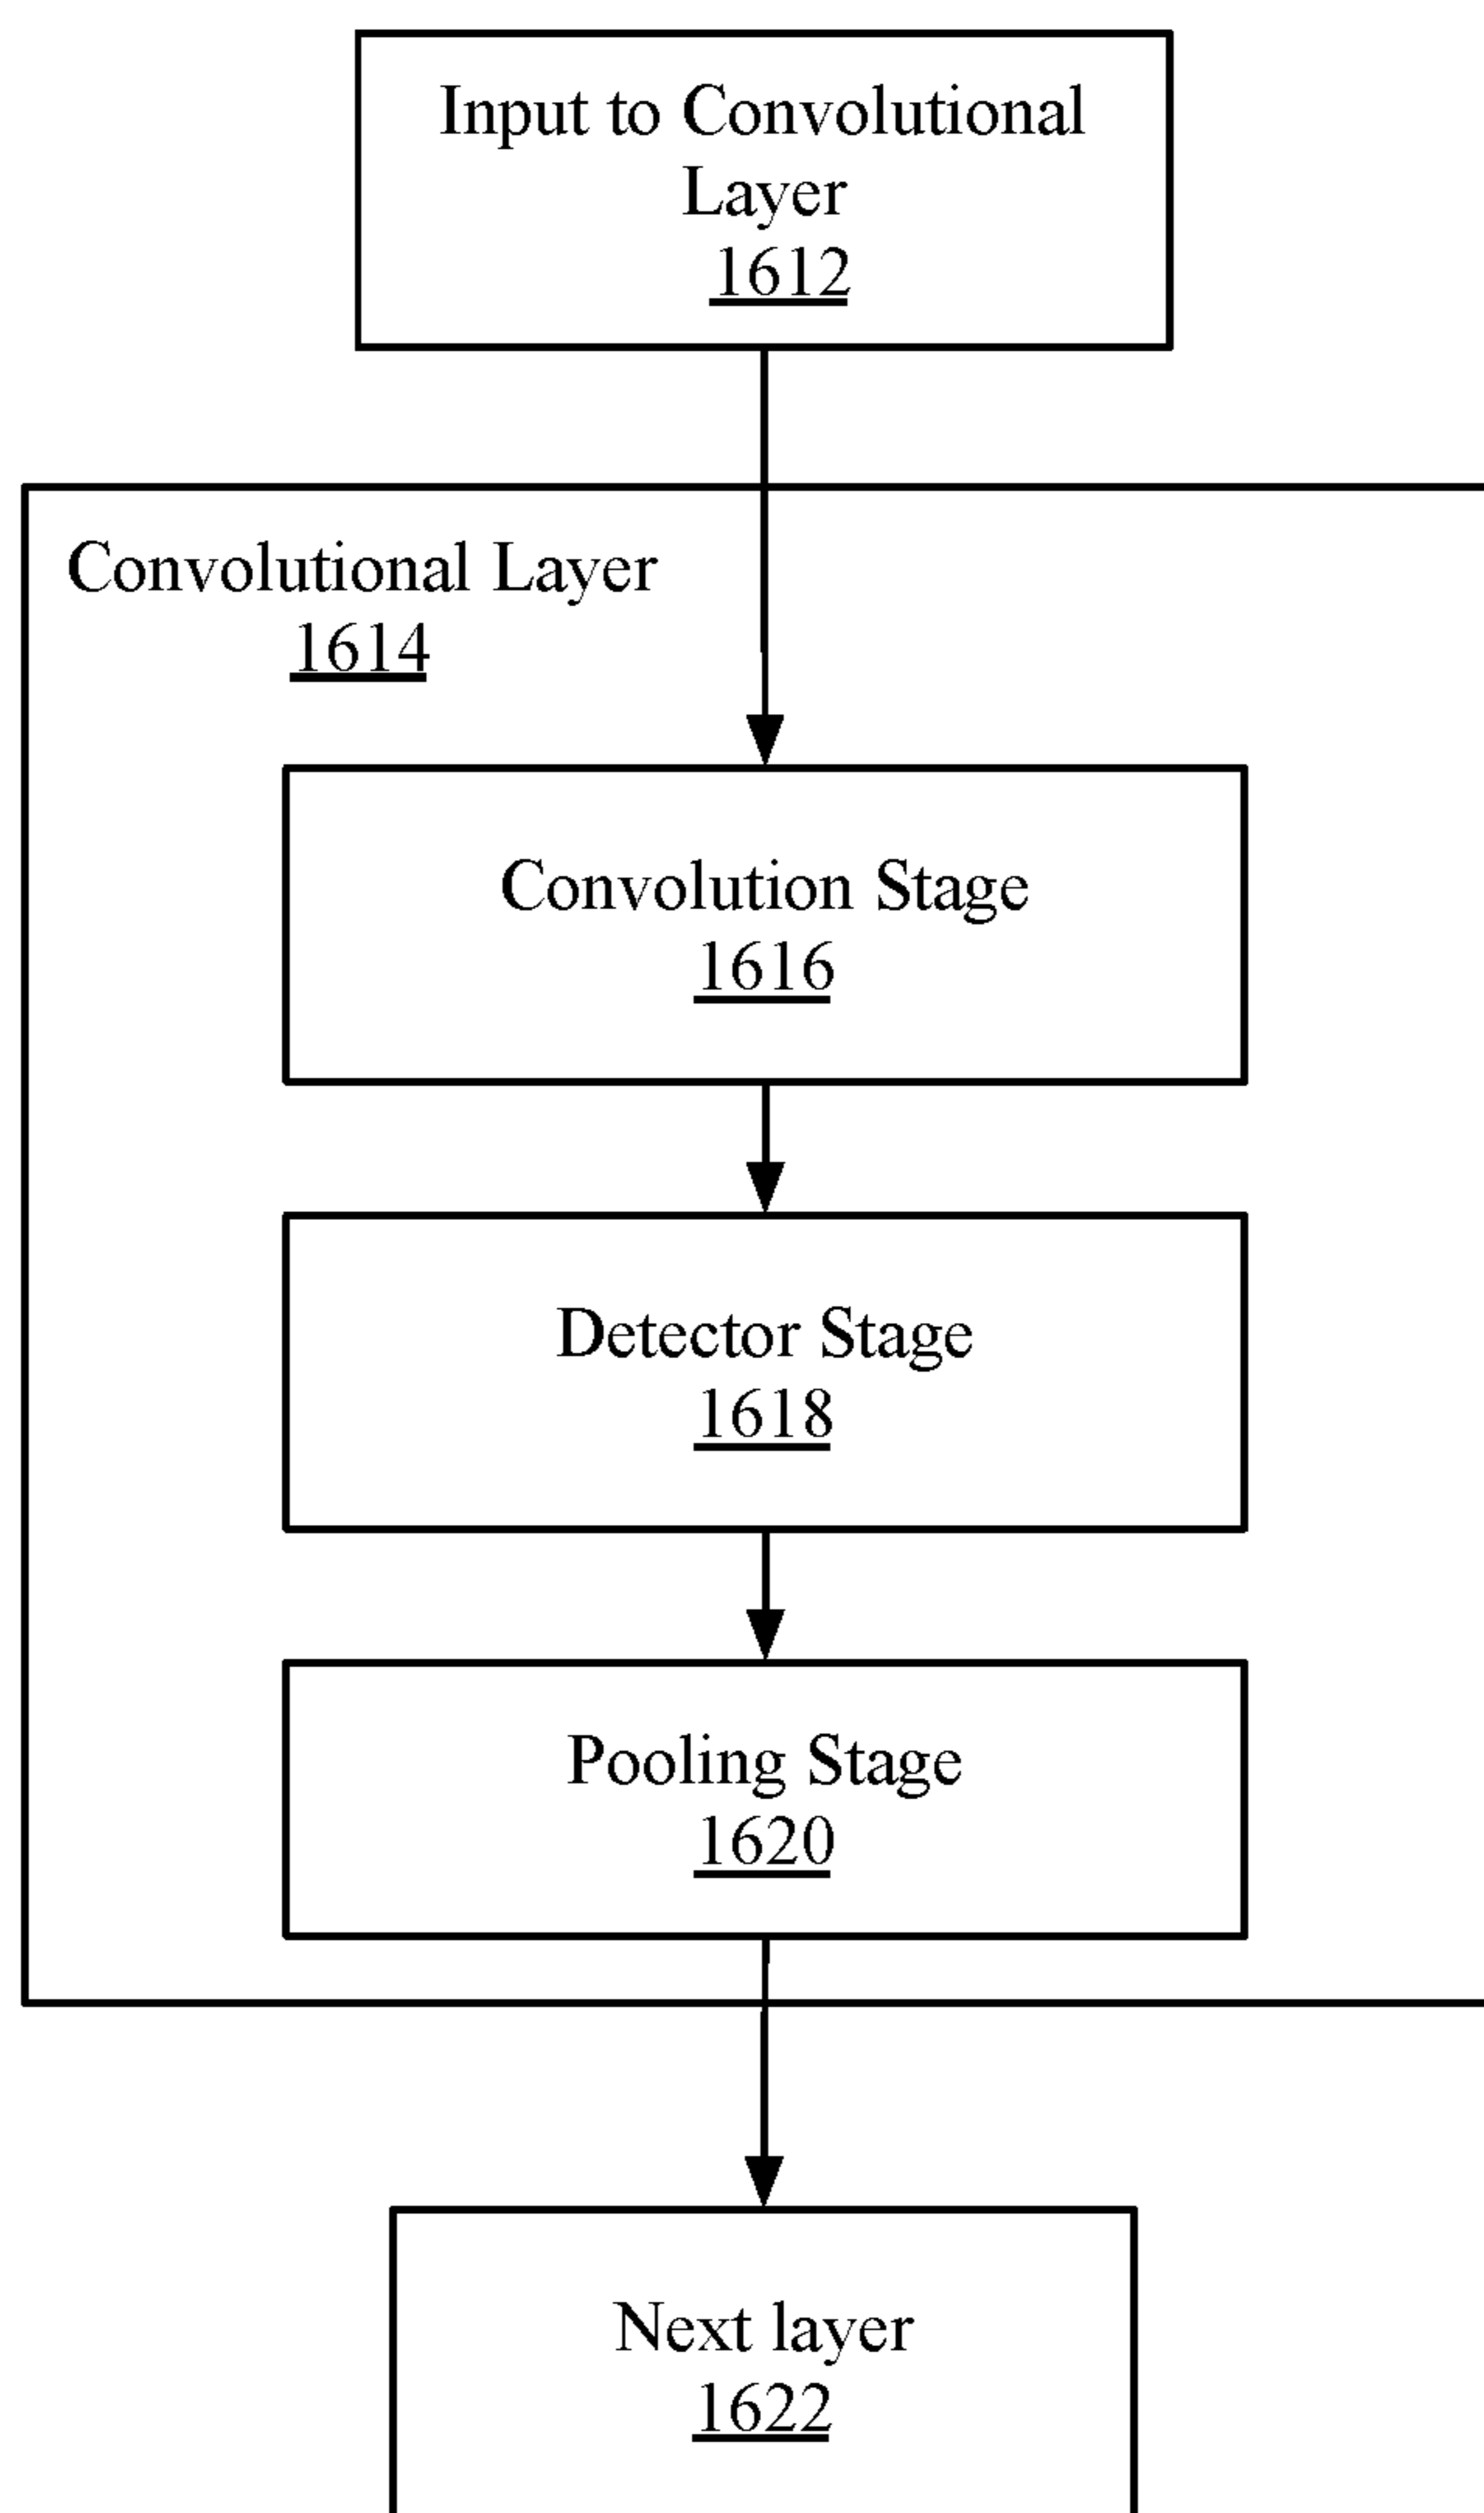 Input to Convolutional
Layer
1612
Convolutional Layer
1614
Convolution Stage
1616
Detector Stage
1618
Pooling Stage
1620
Next layer
1622